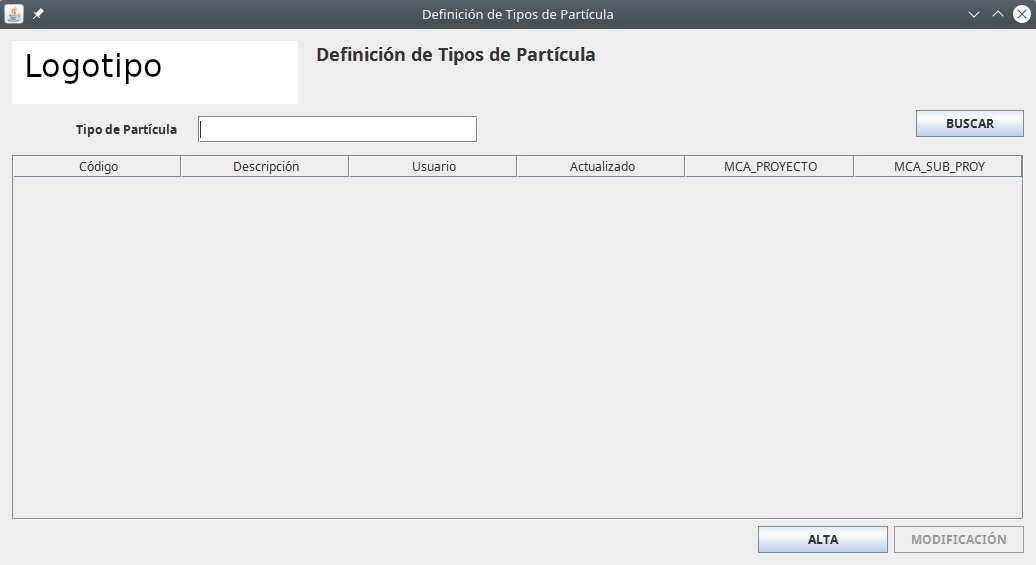 Definición de Tipos de Partícula
Logotipo
Definición de Tipos de Partícula
Tipo de Partícula
BUSCAR
Código Descripción Usuario Actualizado MCA_PROYECTO MCA_SUB_PROY
ALTA MODIFICACIÓN